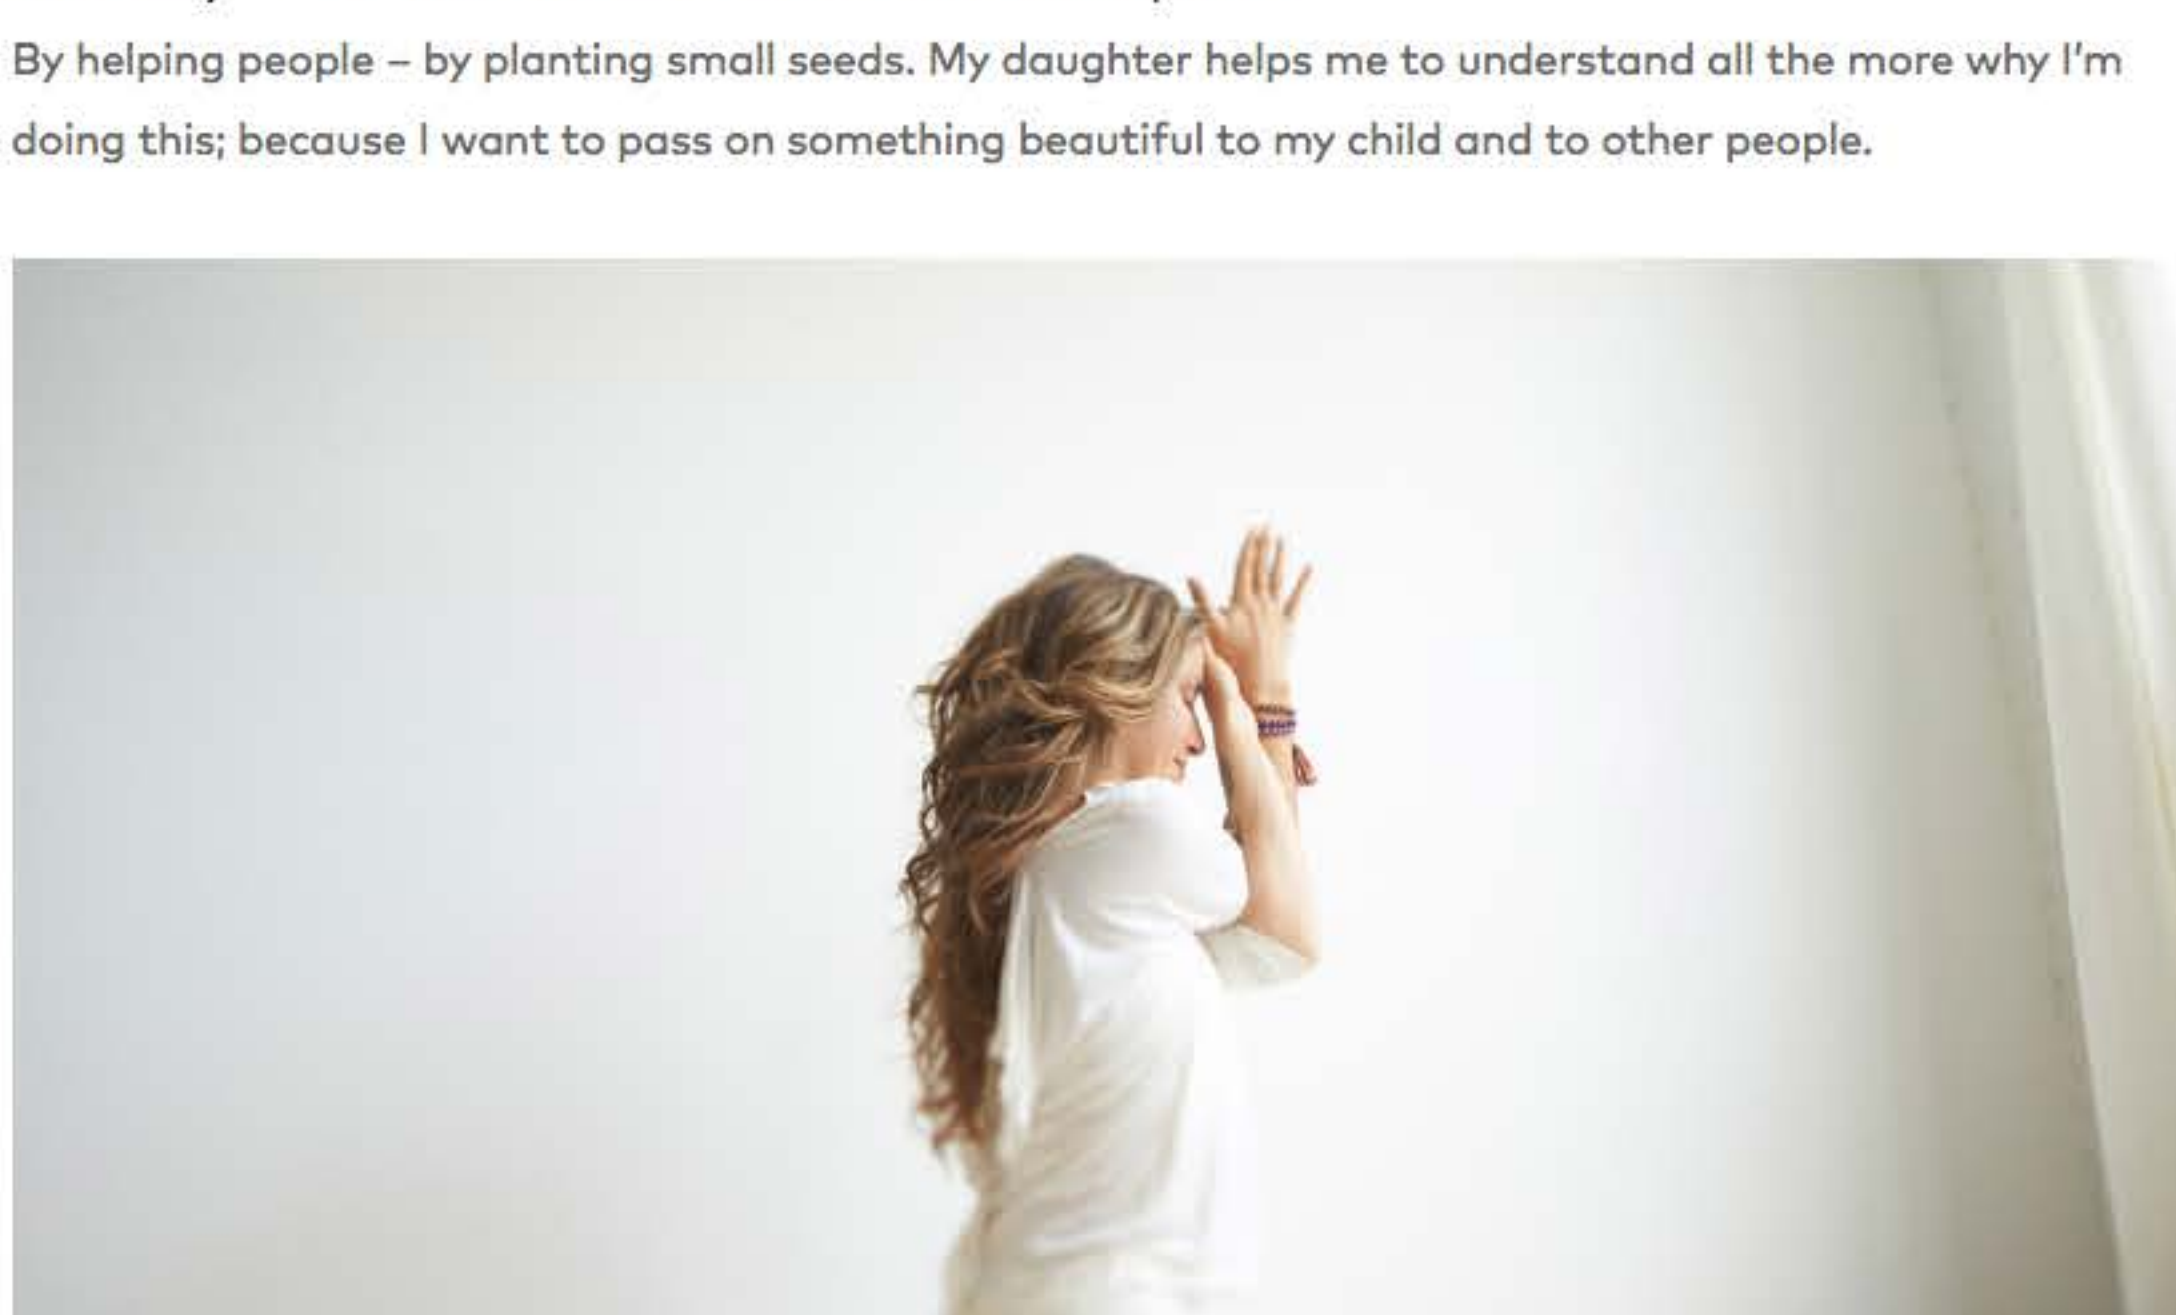 By helping people – by planting small seeds. My daughter helps me to understand all the more why I'm
doing this; because I want to pass on something beautiful to my child and to other people.